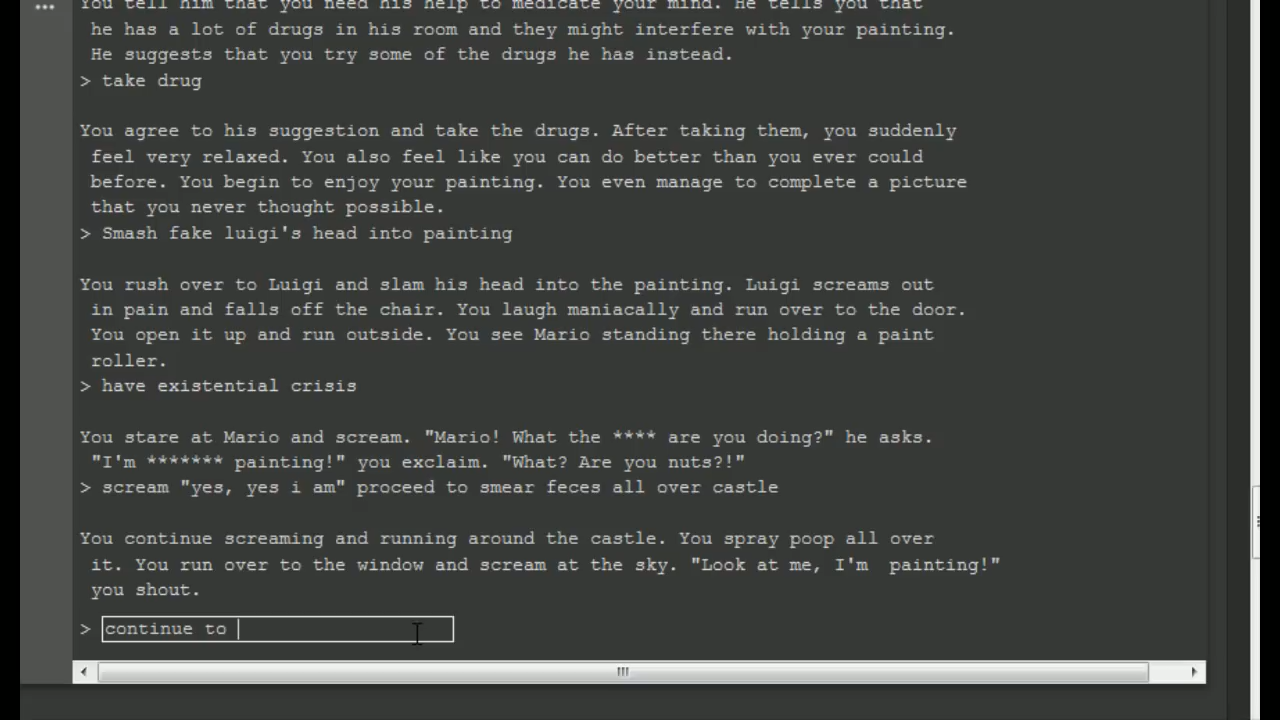 You tell him that you need his help to medicate your mind. He tells you that
he has a lot of drugs in his room and they might interfere with your painting.
He suggests that you try some of the drugs he has instead.
> take drug
You agree to his suggestion and take the drugs. After taking them, you suddenly
feel very relaxed. You also feel like you can do better than you ever could
before. You begin to enjoy your painting. You even manage to complete a picture
that you never thought possible.
> Smash fake luigi's head into painting
You rush over to Luigi and slam his head into the painting. Luigi screams out
in pain and falls off the chair. You laugh maniacally and run over to the door.
You open it up and run outside. You see Mario standing there holding a paint
roller.
> have existential crisis
You stare at Mario and scream. "Mario! What the **** are you doing?" he asks.
"I'm ******* painting!" you exclaim. "What? Are you nuts?!"
> scream "yes, yes i am" proceed to smear feces all over castle
You continue screaming and running around the castle. You spray poop all over
it. You run over to the window and scream at the sky. "Look at me, I'm  painting!"
you shout.
> continue to